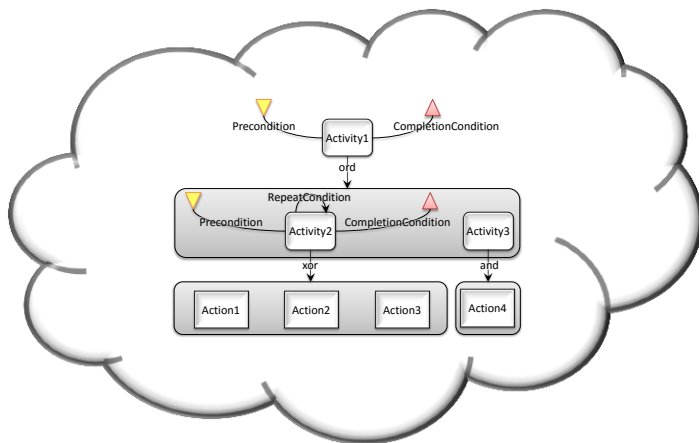 Precondition
CompletionCondition
Activity1
ord
RepeatCondition
Precondition
CompletionCondition
Activity2
Activity3
xor
and
Action1
Action2
Action3
Action4